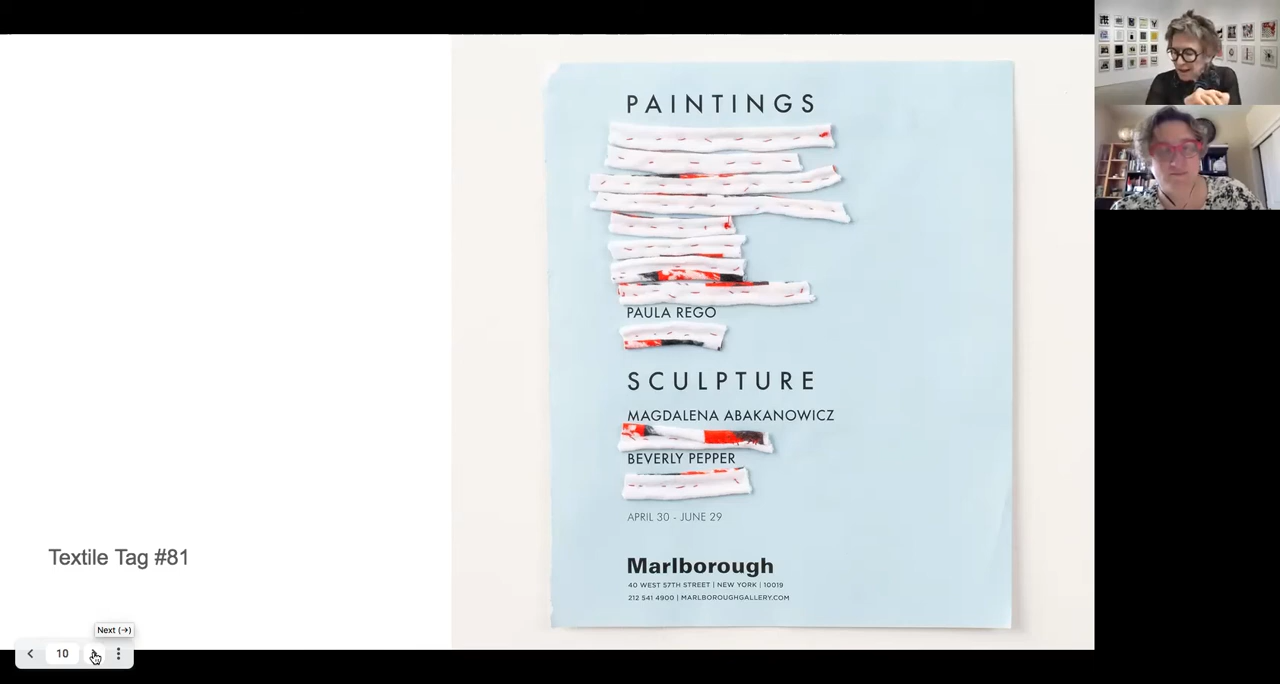 PAINTINGS
PAULA REGO
SCULPTURE
MAGDALENA ABAKANOWICZ
BEVERLY PEPPER
APRIL 30 - JUNE 29
Marlborough
40 WEST 57TH STREET | NEW YORK | 10019
212 541 4900 | MARLBOROUGHGALLERY.COM
Textile Tag #81
Next (→)
10